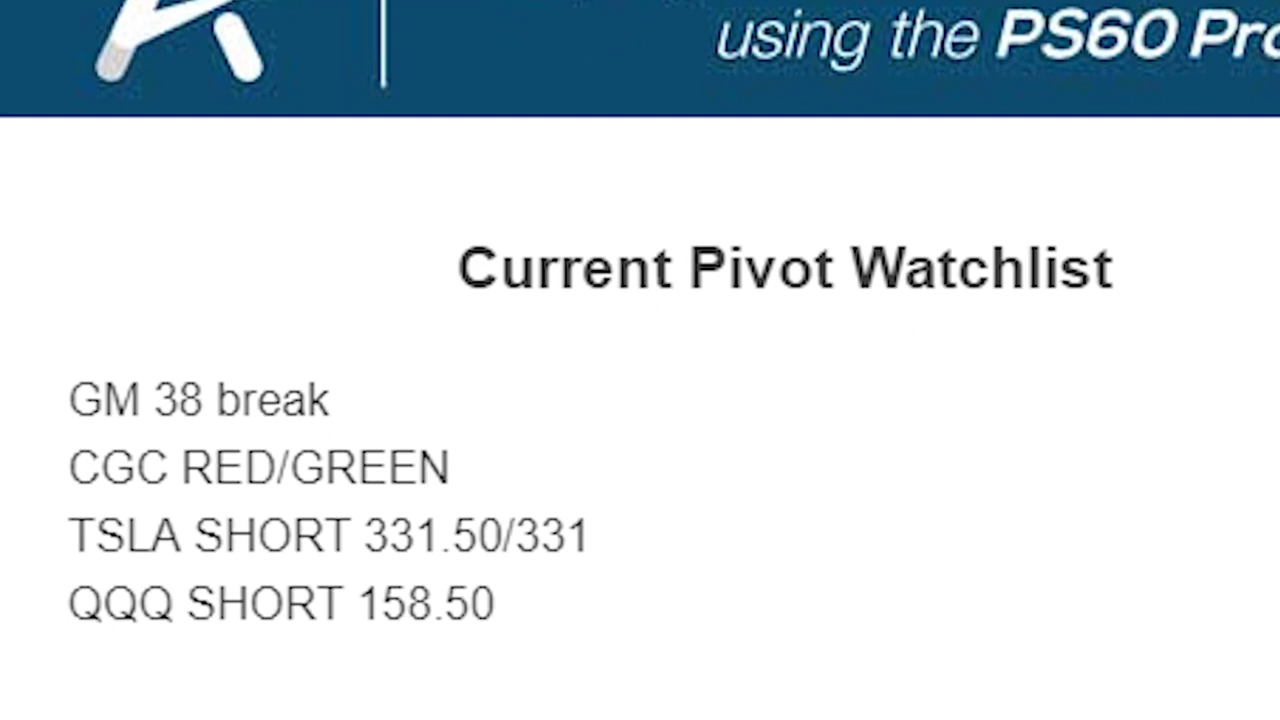 using the PS60
Current Pivot Watchlist
GM 38 break
CGC RED/GREEN
TSLA SHORT 331.50/331
QQQ SHORT 158.50